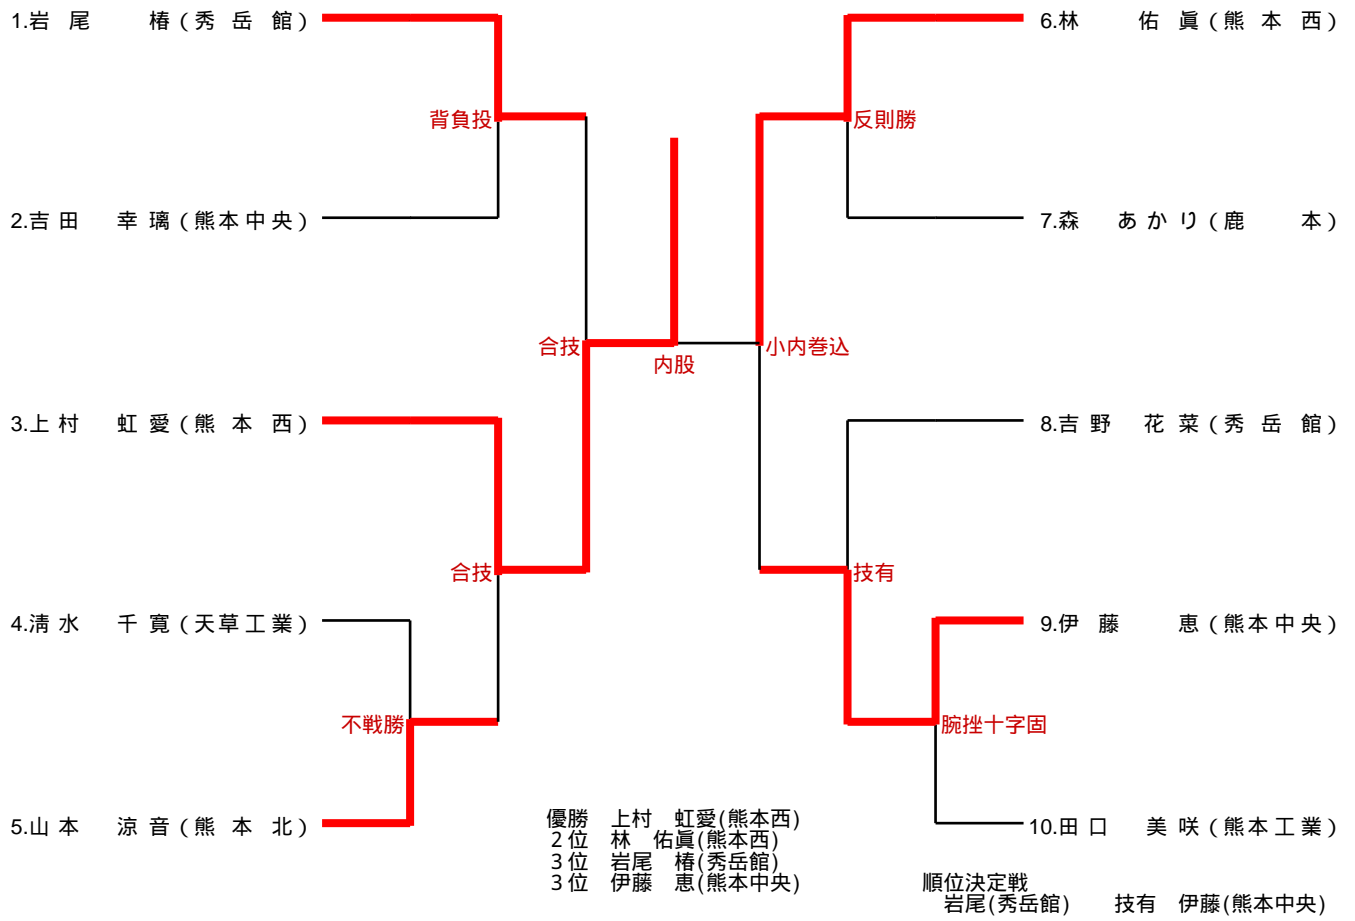 1.岩尾　椿(秀岳館)
6.林　佑眞(熊本西)
背負投
反則勝
2.吉田　幸璃(熊本中央)
7.森　あかり(鹿　本)
合技
内股
小内巻込
3.上村　虹愛(熊本西)
8.吉野　花菜(秀岳館)
合技
技有
4.淸水　千寛(天草工業)
9.伊藤　恵(熊本中央)
不戦勝
腕挫十字固
5.山本　涼音(熊本北)
10.田口　美咲(熊本工業)
優勝　上村　虹愛(熊本西)
2位　林　佑眞(熊本西)
3位　岩尾　椿(秀岳館)
3位　伊藤　恵(熊本中央)
順位決定戦
岩尾(秀岳館)　技有　伊藤(熊本中央)